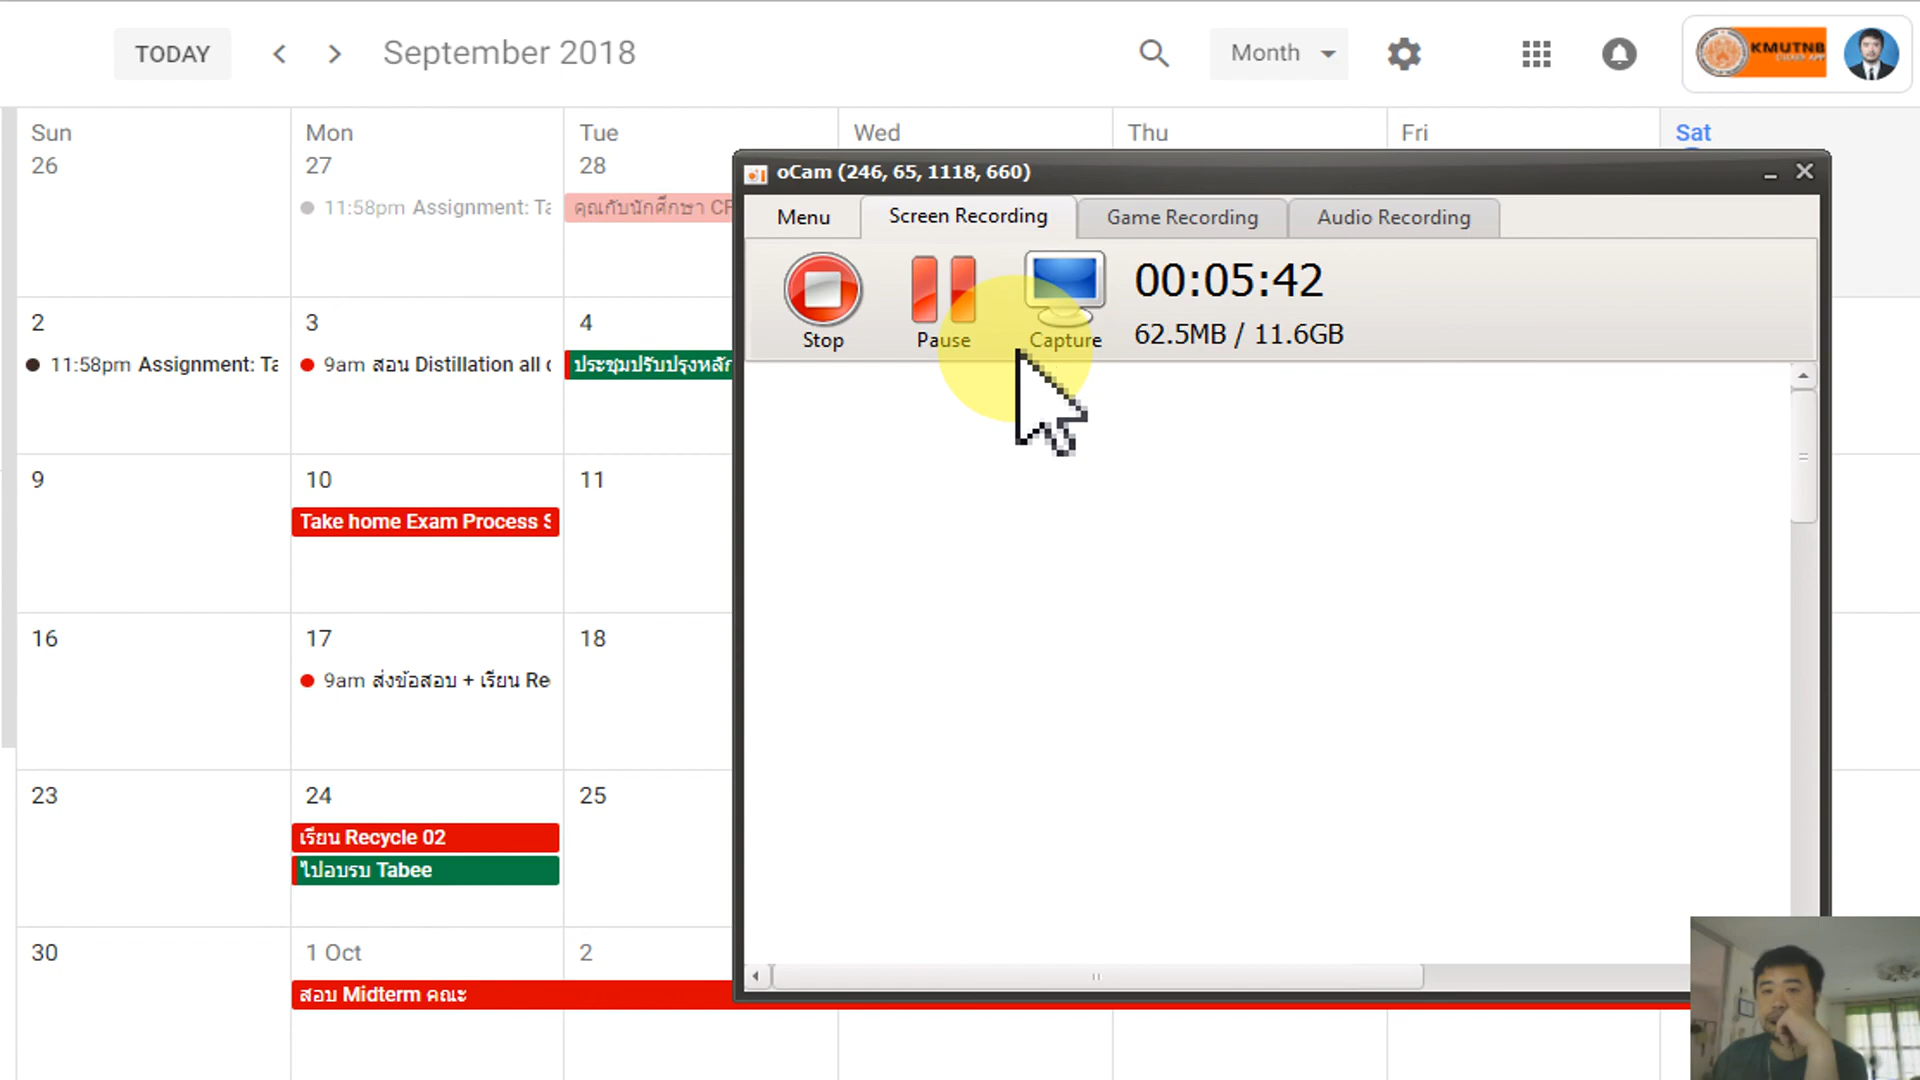 TODAY
September 2018
Month
KMUTNB
Sun
Mon
Tue
Wed
Thu
Fri
Sat
26
27
28
11:58pm Assignment: Ta
คุณกับนักศึกษา CF
oCam (246, 65, 1118, 660)
Menu
Screen Recording
Game Recording
Audio Recording
Stop
Pause
Capture
00:05:42
62.5MB / 11.6GB
2
3
4
11:58pm Assignment: Ta
9am สอน Distillation all c
ประชุมปรับปรุงหลัก
9
10
11
Take home Exam Process S
16
17
18
9am ส่งข้อสอบ + เรียน Re
23
24
25
เรียน Recycle 02
ไปอบรบ Tabee
30
1 Oct
2
สอบ Midterm คณะ